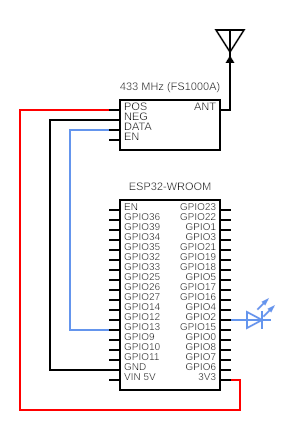 433 MHz (FS1000A)
POS ANT
NEG
DATA
EN
ESP32-WROOM
EN GPIO23
GPIO36 GPIO22
GPIO39 GPIO1
GPIO34 GPIO3
GPIO35 GPIO21
GPIO32 GPIO19
GPIO33 GPIO18
GPIO25 GPIO5
GPIO26 GPIO17
GPIO27 GPIO16
GPIO14 GPIO4
GPIO12 GPIO2
GPIO13 GPIO15
GPIO9 GPIO0
GPIO10 GPIO8
GPIO11 GPIO7
GND GPIO6
VIN 5V 3V3